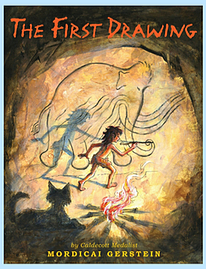 THE FIRST DRAWING
by Caldecott Medalist
MORDICAI GERSTEIN